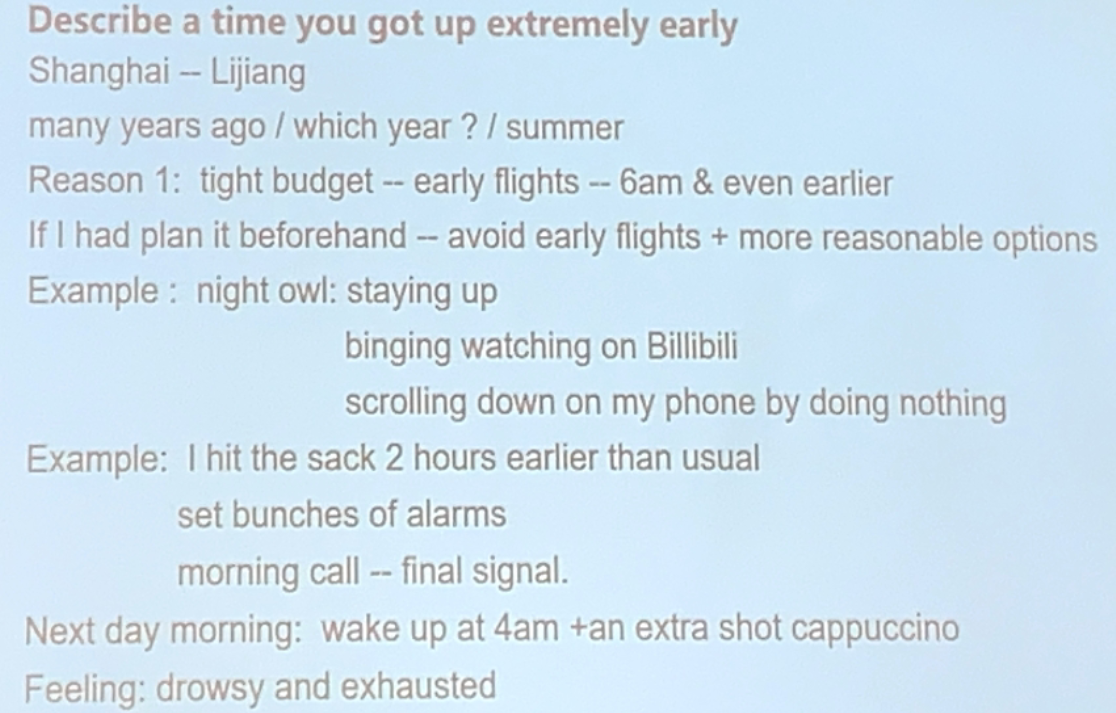 Describe a time you got up extremely early
Shanghai -- Lijiang
many years ago / which year ? / summer
Reason 1:  tight budget -- early flights -- 6am & even earlier
If I had plan it beforehand -- avoid early flights + more reasonable options
Example :  night owl: staying up
binging watching on Billibili
scrolling down on my phone by doing nothing
Example:  I hit the sack 2 hours earlier than usual
set bunches of alarms
morning call -- final signal.
Next day morning:  wake up at 4am +an extra shot cappuccino
Feeling: drowsy and exhausted